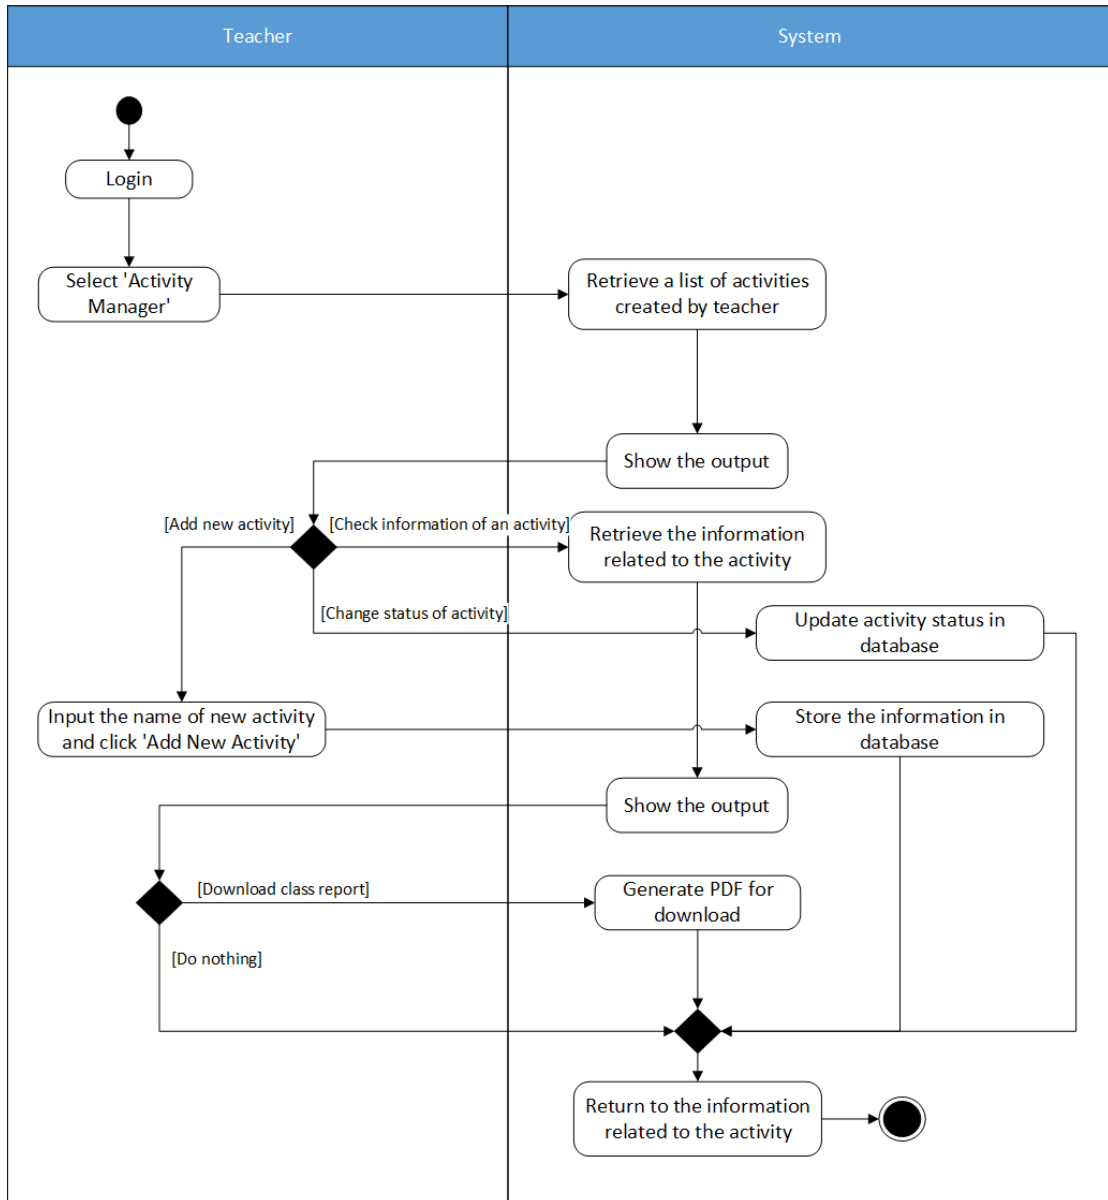 Teacher
System
Login
Select 'Activity
Manager'
Retrieve a list of activities
created by teacher
Show the output
[Add new activity]
[Check information of an activity]
Retrieve the information
related to the activity
[Change status of activity]
Update activity status in
database
Input the name of new activity
and click 'Add New Activity'
Store the information in
database
Show the output
[Download class report]
Generate PDF for
download
[Do nothing]
Return to the information
related to the activity